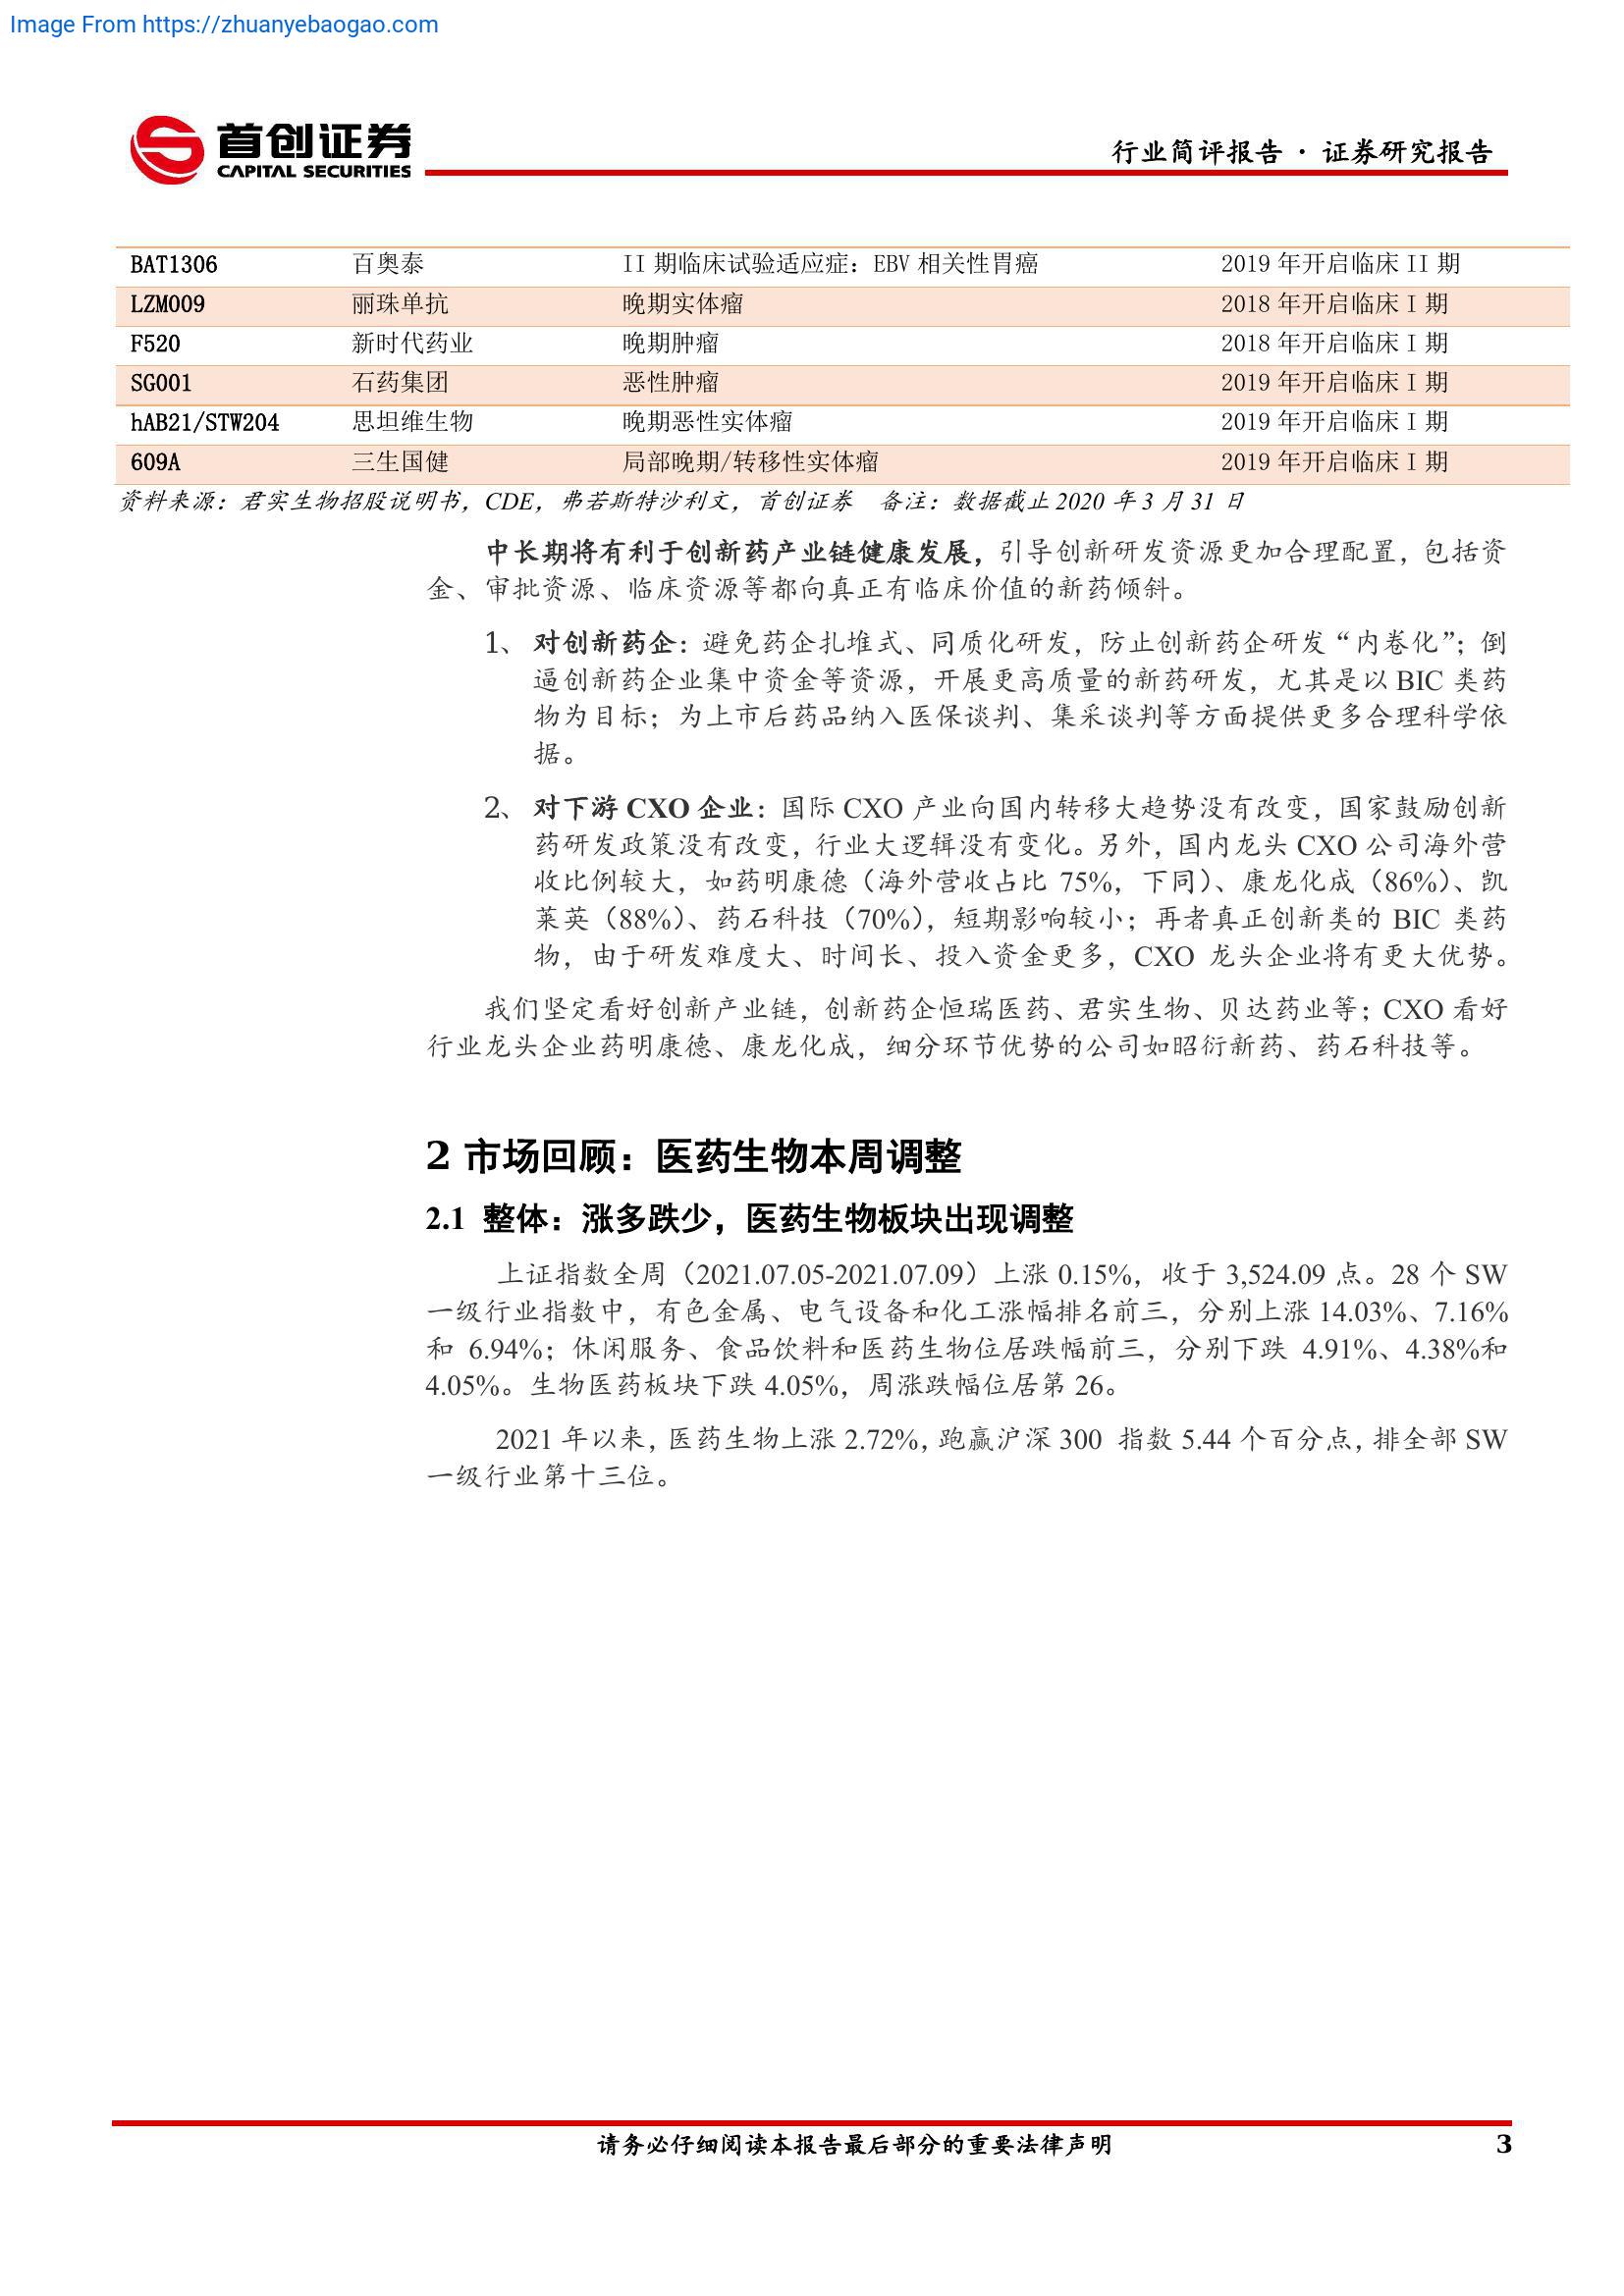 Image From https://zhuanyebaogao.com
首创证券
CAPITAL SECURITIES
行业简评报告 · 证券研究报告
BAT1306 百奥泰 II 期临床试验适应症：EBV 相关性胃癌 2019 年开启临床 II 期
LZM009 丽珠单抗 晚期实体瘤 2018 年开启临床 I 期
F520 新时代药业 晚期肿瘤 2018 年开启临床 I 期
SG001 石药集团 恶性肿瘤 2019 年开启临床 I 期
hAB21/STW204 思坦维生物 晚期恶性实体瘤 2019 年开启临床 I 期
609A 三生国健 局部晚期/转移性实体瘤 2019 年开启临床 I 期
资料来源：君实生物招股说明书，CDE，弗若斯特沙利文，首创证券 备注：数据截止 2020 年 3 月 31 日
中长期将有利于创新药产业链健康发展，引导创新研发资源更加合理配置，包括资
金、审批资源、临床资源等都向真正有临床价值的新药倾斜。
1、 对创新药企：避免药企扎堆式、同质化研发，防止创新药企研发“内卷化”；倒
逼创新药企业集中资金等资源，开展更高质量的新药研发，尤其是以 BIC 类药
物为目标；为上市后药品纳入医保谈判、集采谈判等方面提供更多合理科学依
据。
2、 对下游 CXO 企业：国际 CXO 产业向国内转移大趋势没有改变，国家鼓励创新
药研发政策没有改变，行业大逻辑没有变化。另外，国内龙头 CXO 公司海外营
收比例较大，如药明康德（海外营收占比 75%，下同）、康龙化成（86%）、凯
莱英（88%）、药石科技（70%），短期影响较小；再者真正创新类的 BIC 类药
物，由于研发难度大、时间长、投入资金更多，CXO 龙头企业将有更大优势。
我们坚定看好创新产业链，创新药企恒瑞医药、君实生物、贝达药业等；CXO 看好
行业龙头企业药明康德、康龙化成，细分环节优势的公司如昭衍新药、药石科技等。
2 市场回顾：医药生物本周调整
2.1 整体：涨多跌少，医药生物板块出现调整
上证指数全周（2021.07.05-2021.07.09）上涨 0.15%，收于 3,524.09 点。28 个 SW
一级行业指数中，有色金属、电气设备和化工涨幅排名前三，分别上涨 14.03%、7.16%
和 6.94%；休闲服务、食品饮料和医药生物位居跌幅前三，分别下跌 4.91%、4.38%和
4.05%。生物医药板块下跌 4.05%，周涨跌幅位居第 26。
2021 年以来，医药生物上涨 2.72%，跑赢沪深 300 指数 5.44 个百分点，排全部 SW
一级行业第十三位。
请务必仔细阅读本报告最后部分的重要法律声明 3